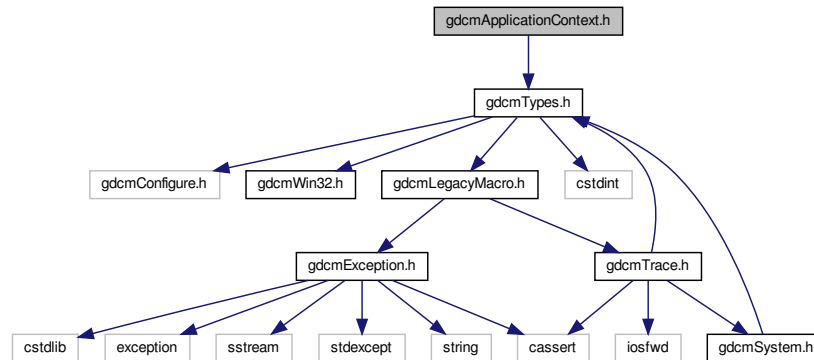 gdcmApplicationContext.h
gdcmTypes.h
gdcmConfigure.h
gdcmWin32.h
gdcmLegacyMacro.h
cstdint
gdcmException.h
gdcmTrace.h
cstdlib
exception
sstream
stdexcept
string
cassert
iosfwd
gdcmSystem.h